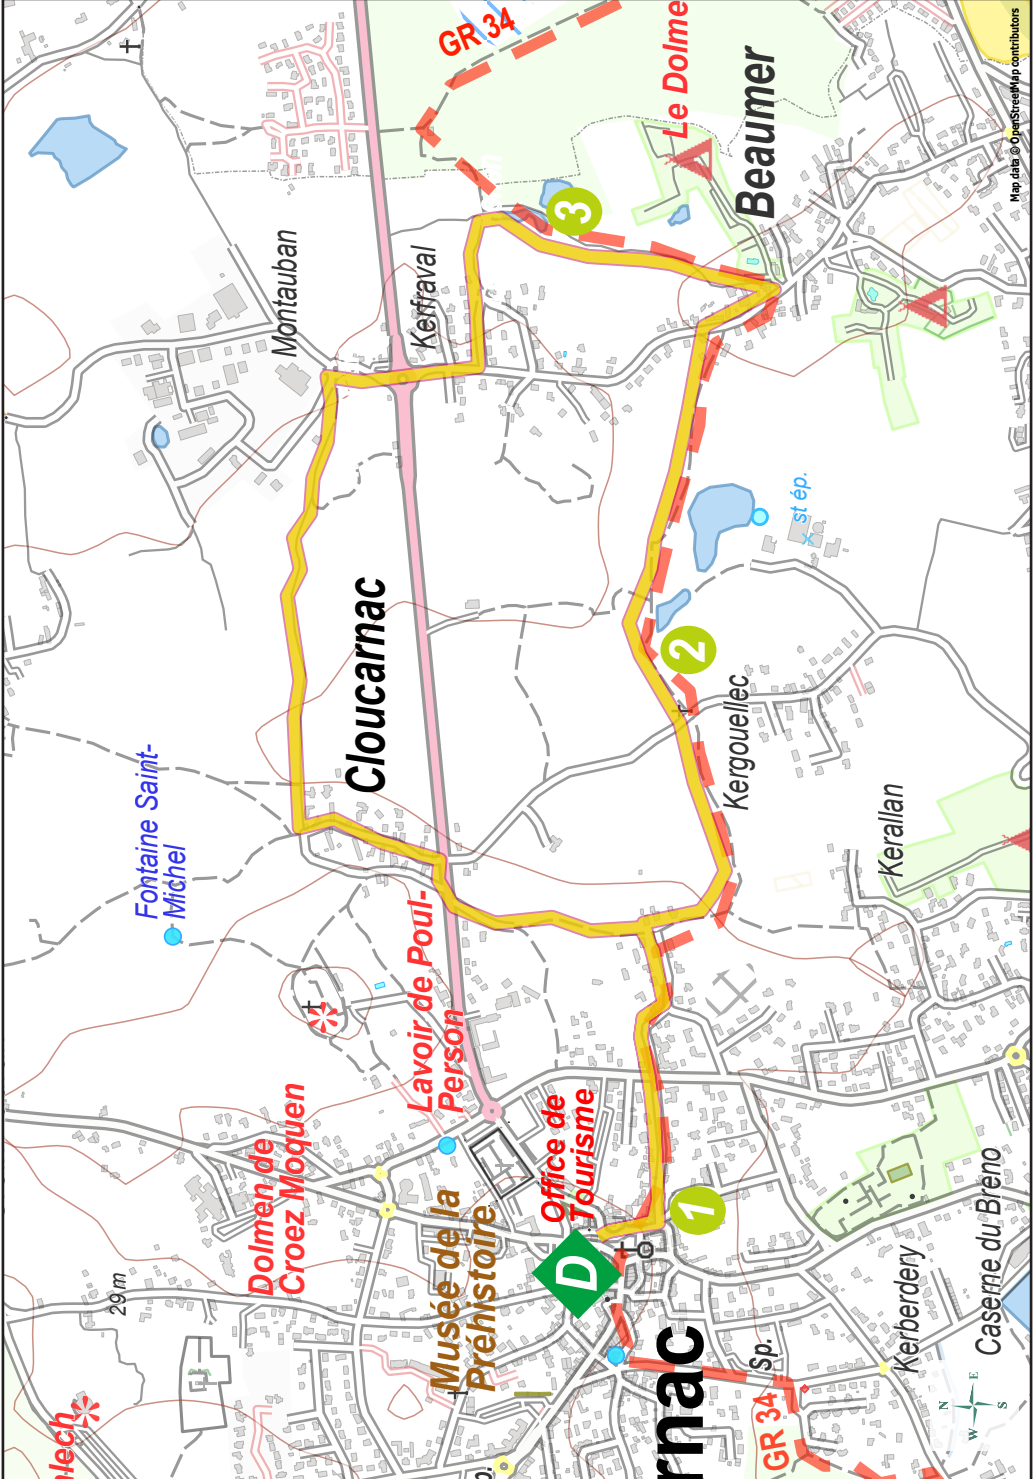 GR 34
Le Dolme
Beaumer
Map data © OpenStreetMap contributors
3
Montauban
Kerfraval
Cloucarnac
st ép.
2
Kergouellec
Fontaine Saint-
Michel
Kerallan
Lavoir de Poul-
Person
Dolmen de
Croez Moquen
Office de
Tourisme
1
Musée de la
Préhistoire
D
29m
Caserne du Breno
Kerberdery
rnac
Sp.
GR 34
lech
N
E
S
W